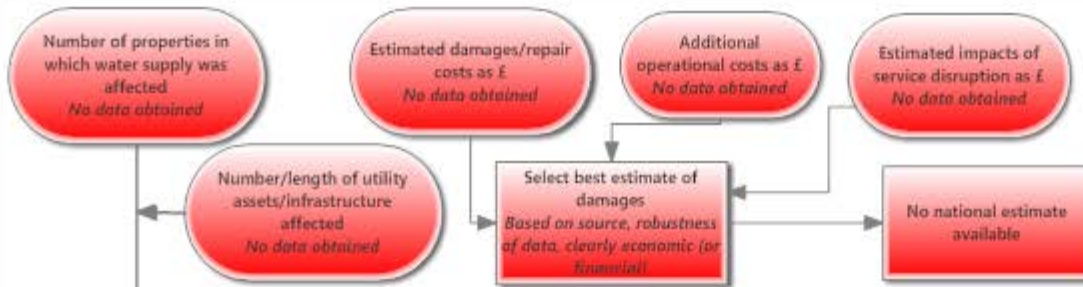 Number of properties in
which water supply was
affected
No data obtained
Estimated damages/repair
costs as £
No data obtained
Additional
operational costs as £
No data obtained
Estimated impacts of
service disruption as £
No data obtained
Number/length of utility
assets/infrastructure
affected
No data obtained
Select best estimate of
damages
Based on source, robustness
of data, clearly economic (or
financial)
No national estimate
available